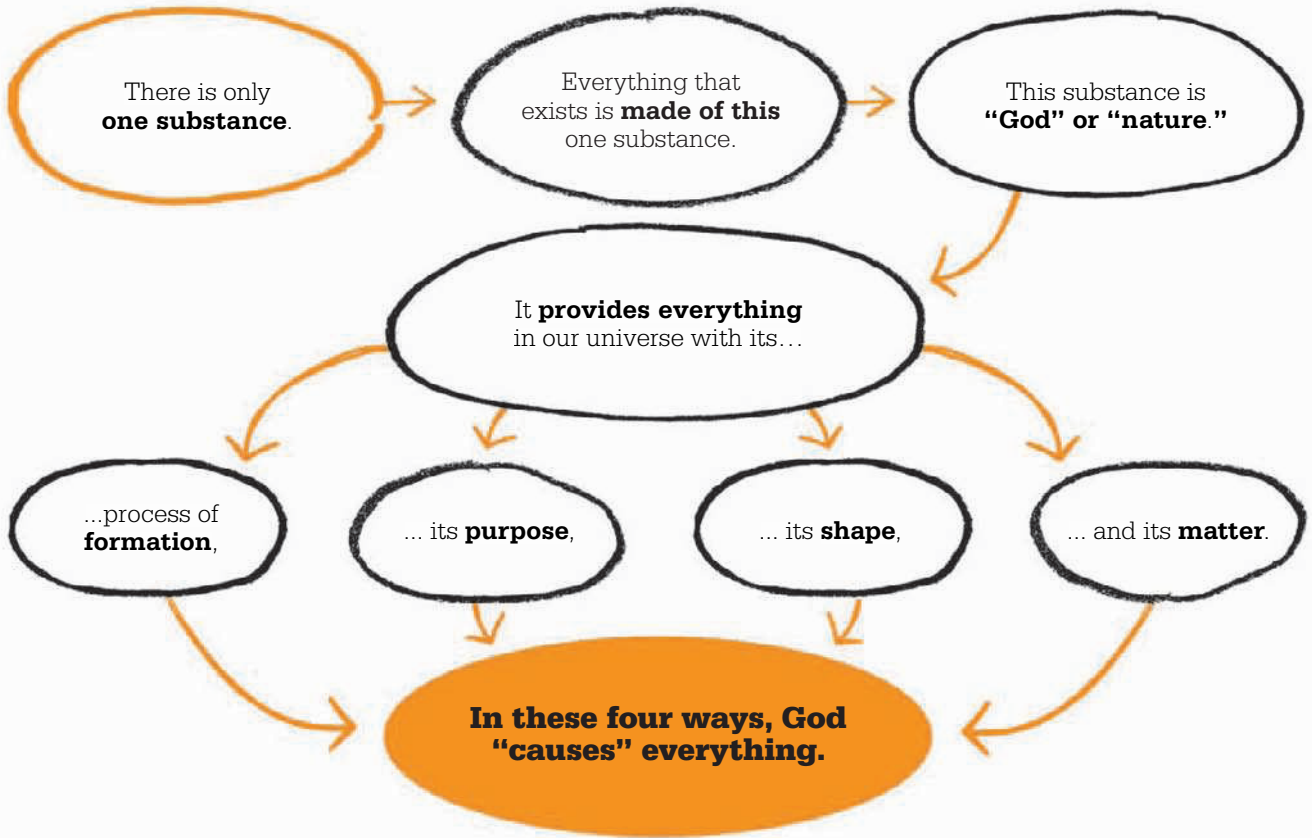 There is only
one substance.
Everything that
exists is made of this
one substance.
This substance is
“God” or “nature.”
It provides everything
in our universe with its…
...process of
formation,
... its purpose,
... its shape,
... and its matter.
In these four ways, God
“causes” everything.